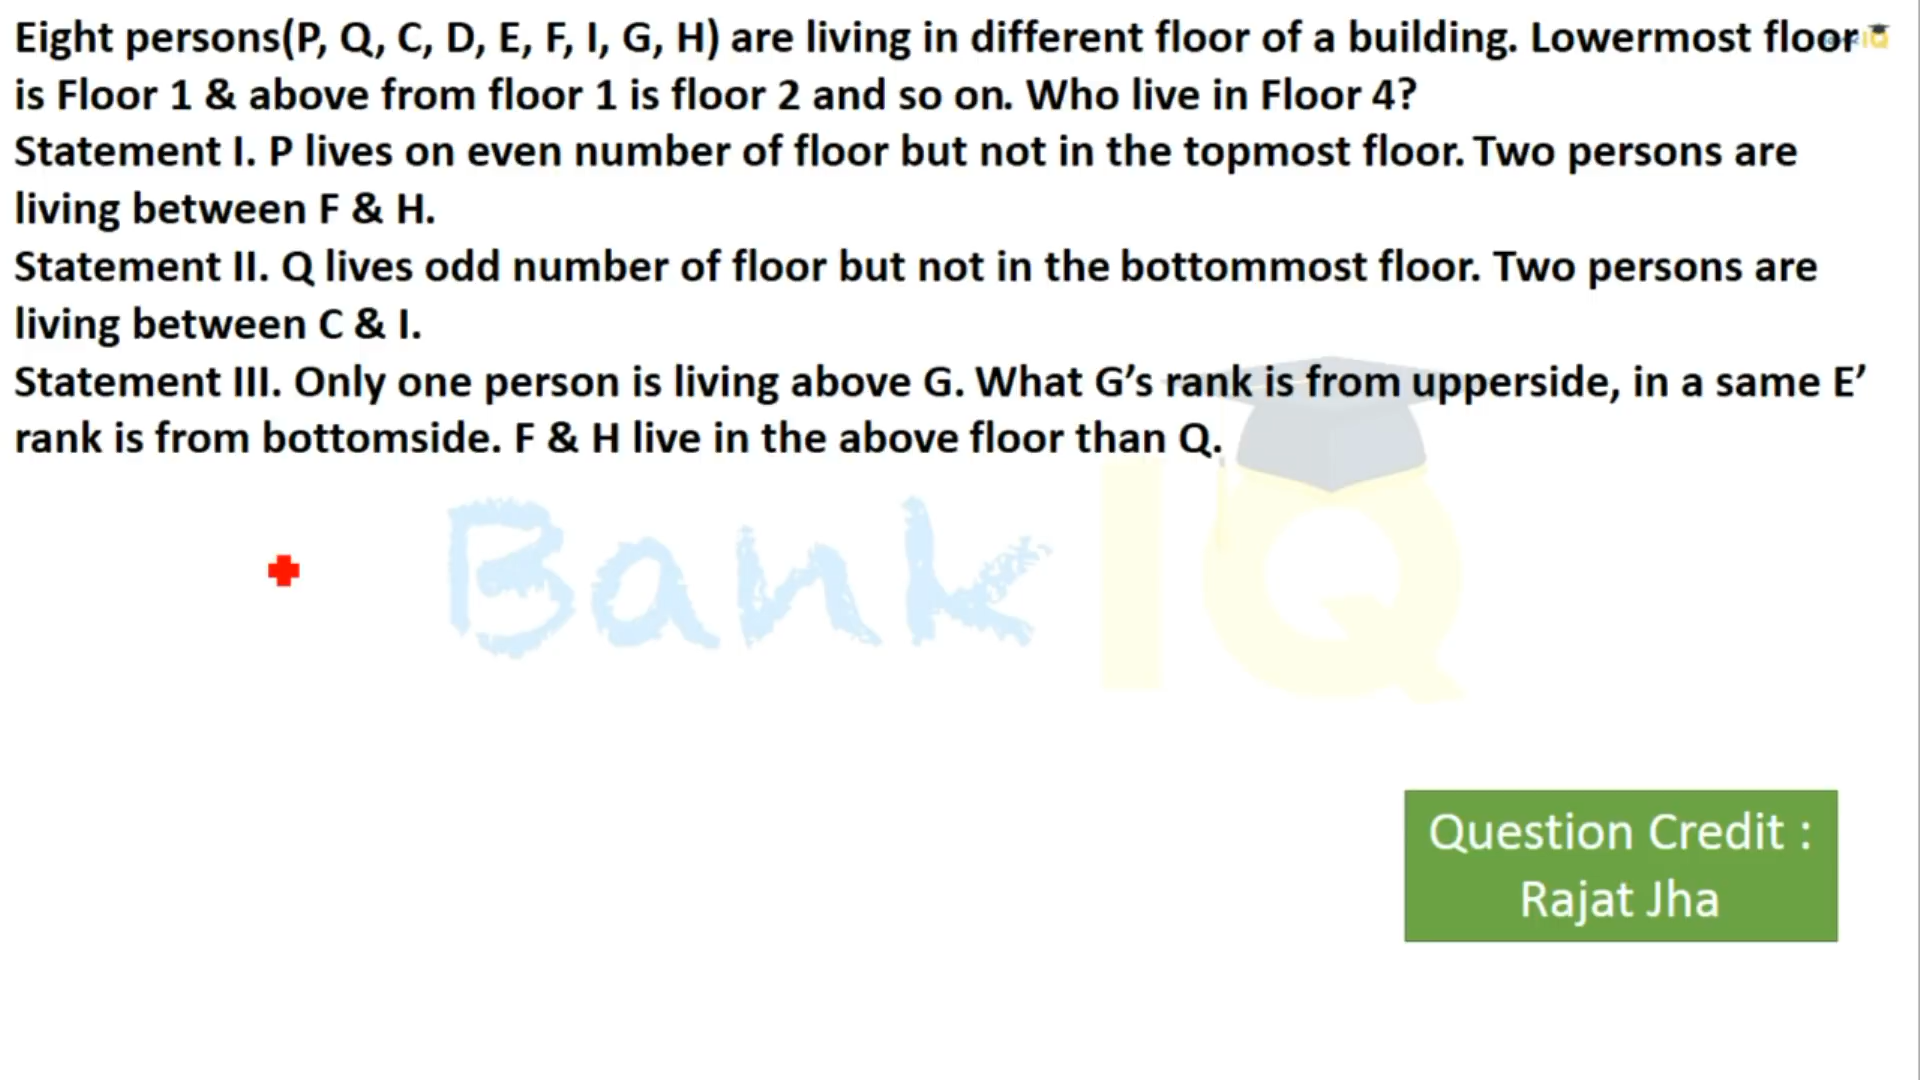 Eight persons(P, Q, C, D, E, F, I, G, H) are living in different floor of a building. Lowermost floor
is Floor 1 & above from floor 1 is floor 2 and so on. Who live in Floor 4?
Statement I. P lives on even number of floor but not in the topmost floor. Two persons are
living between F & H.
Statement II. Q lives odd number of floor but not in the bottommost floor. Two persons are
living between C & I.
Statement III. Only one person is living above G. What G’s rank is from upperside, in a same E’
rank is from bottomside. F & H live in the above floor than Q.
Bank IQ
Question Credit :
Rajat Jha